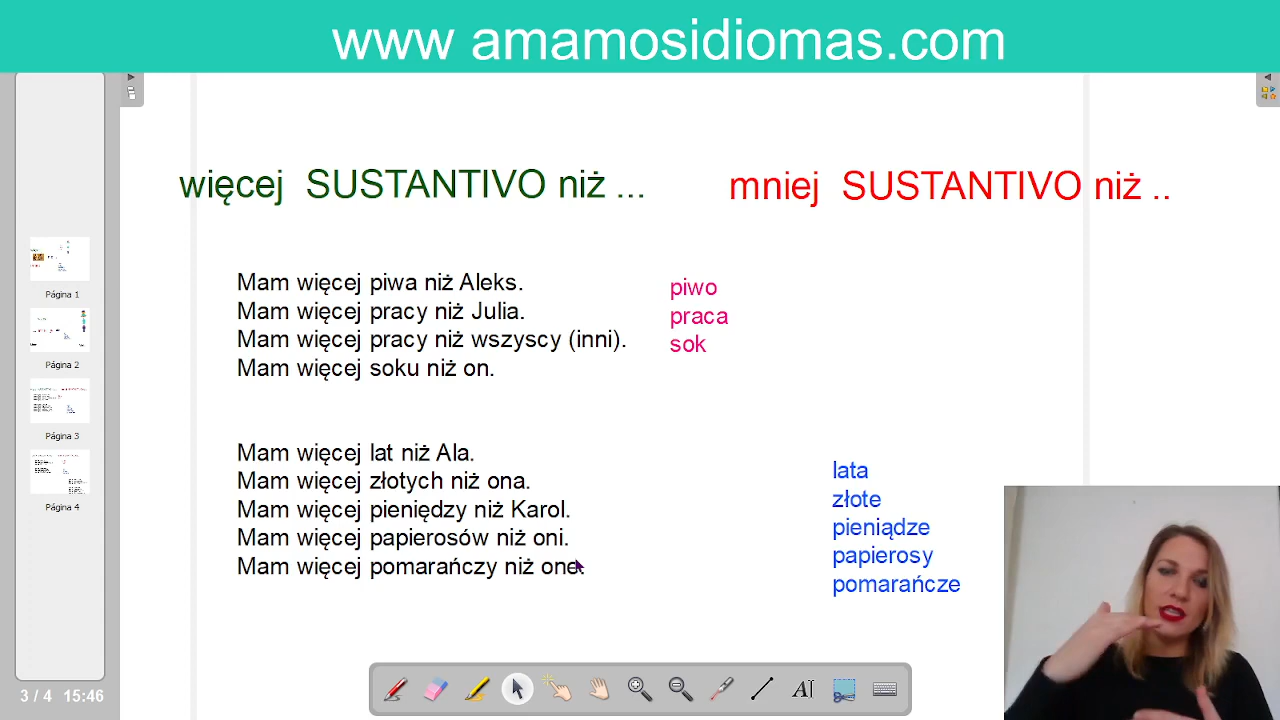 www amamosidiomas.com
więcej SUSTANTIVO niż ...
mniej SUSTANTIVO niż ..
Mam więcej piwa niż Aleks.
Mam więcej pracy niż Julia.
Mam więcej pracy niż wszyscy (inni).
Mam więcej soku niż on.
piwo
praca
sok
Mam więcej lat niż Ala.
Mam więcej złotych niż ona.
Mam więcej pieniędzy niż Karol.
Mam więcej papierosów niż oni.
Mam więcej pomarańczy niż one.
lata
złote
pieniądze
papierosy
pomarańcze
Página 1
Página 2
Página 3
Página 4
3 / 4 15:46